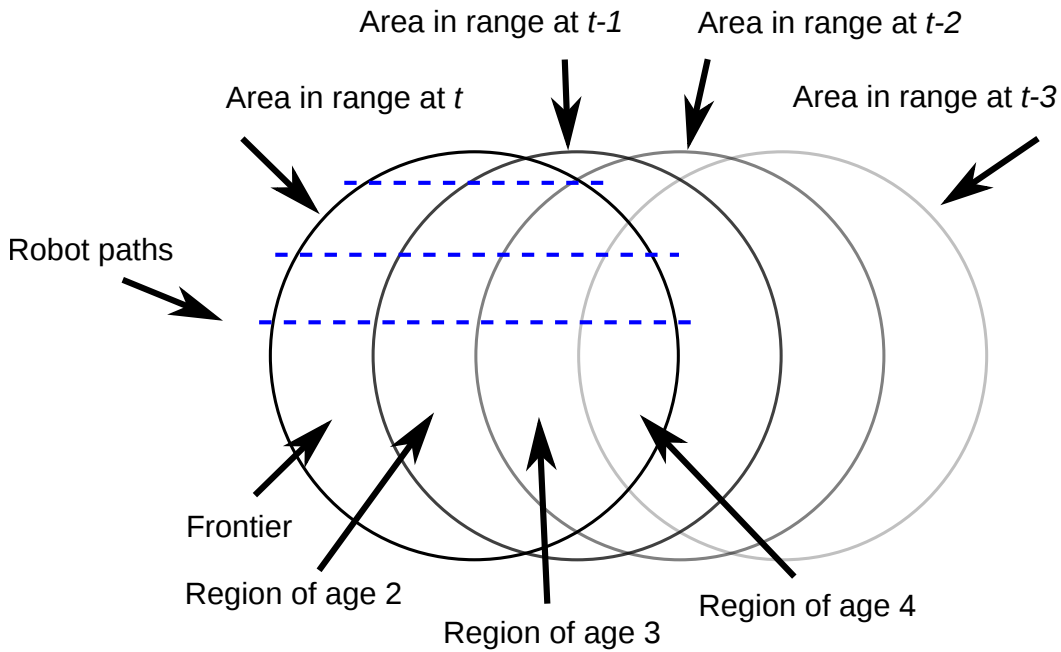 Area in range at t-1
Area in range at t-2
Area in range at t
Area in range at t-3
Robot paths
Frontier
Region of age 2
Region of age 3
Region of age 4